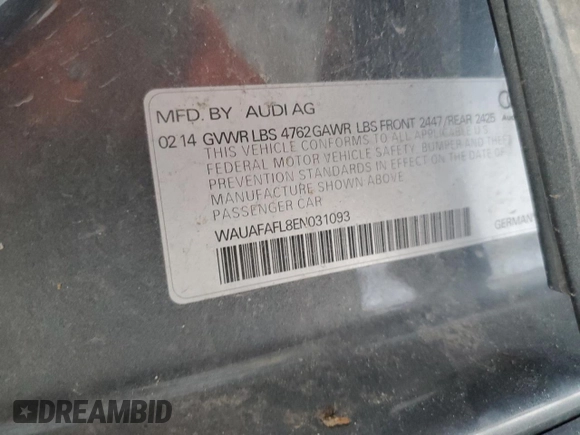 MFD. BY AUDI AG
02 14 GVWR LBS 4762 GAWR LBS FRONT 2447/REAR 2425
THIS VEHICLE CONFORMS TO ALL APPLICABLE U.S.
FEDERAL MOTOR VEHICLE SAFETY, BUMPER AND THEFT
PREVENTION STANDARDS IN EFFECT ON THE DATE OF
MANUFACTURE SHOWN ABOVE
PASSENGER CAR
WAUAFAFL8EN031093
GERMANY
DREAMBID